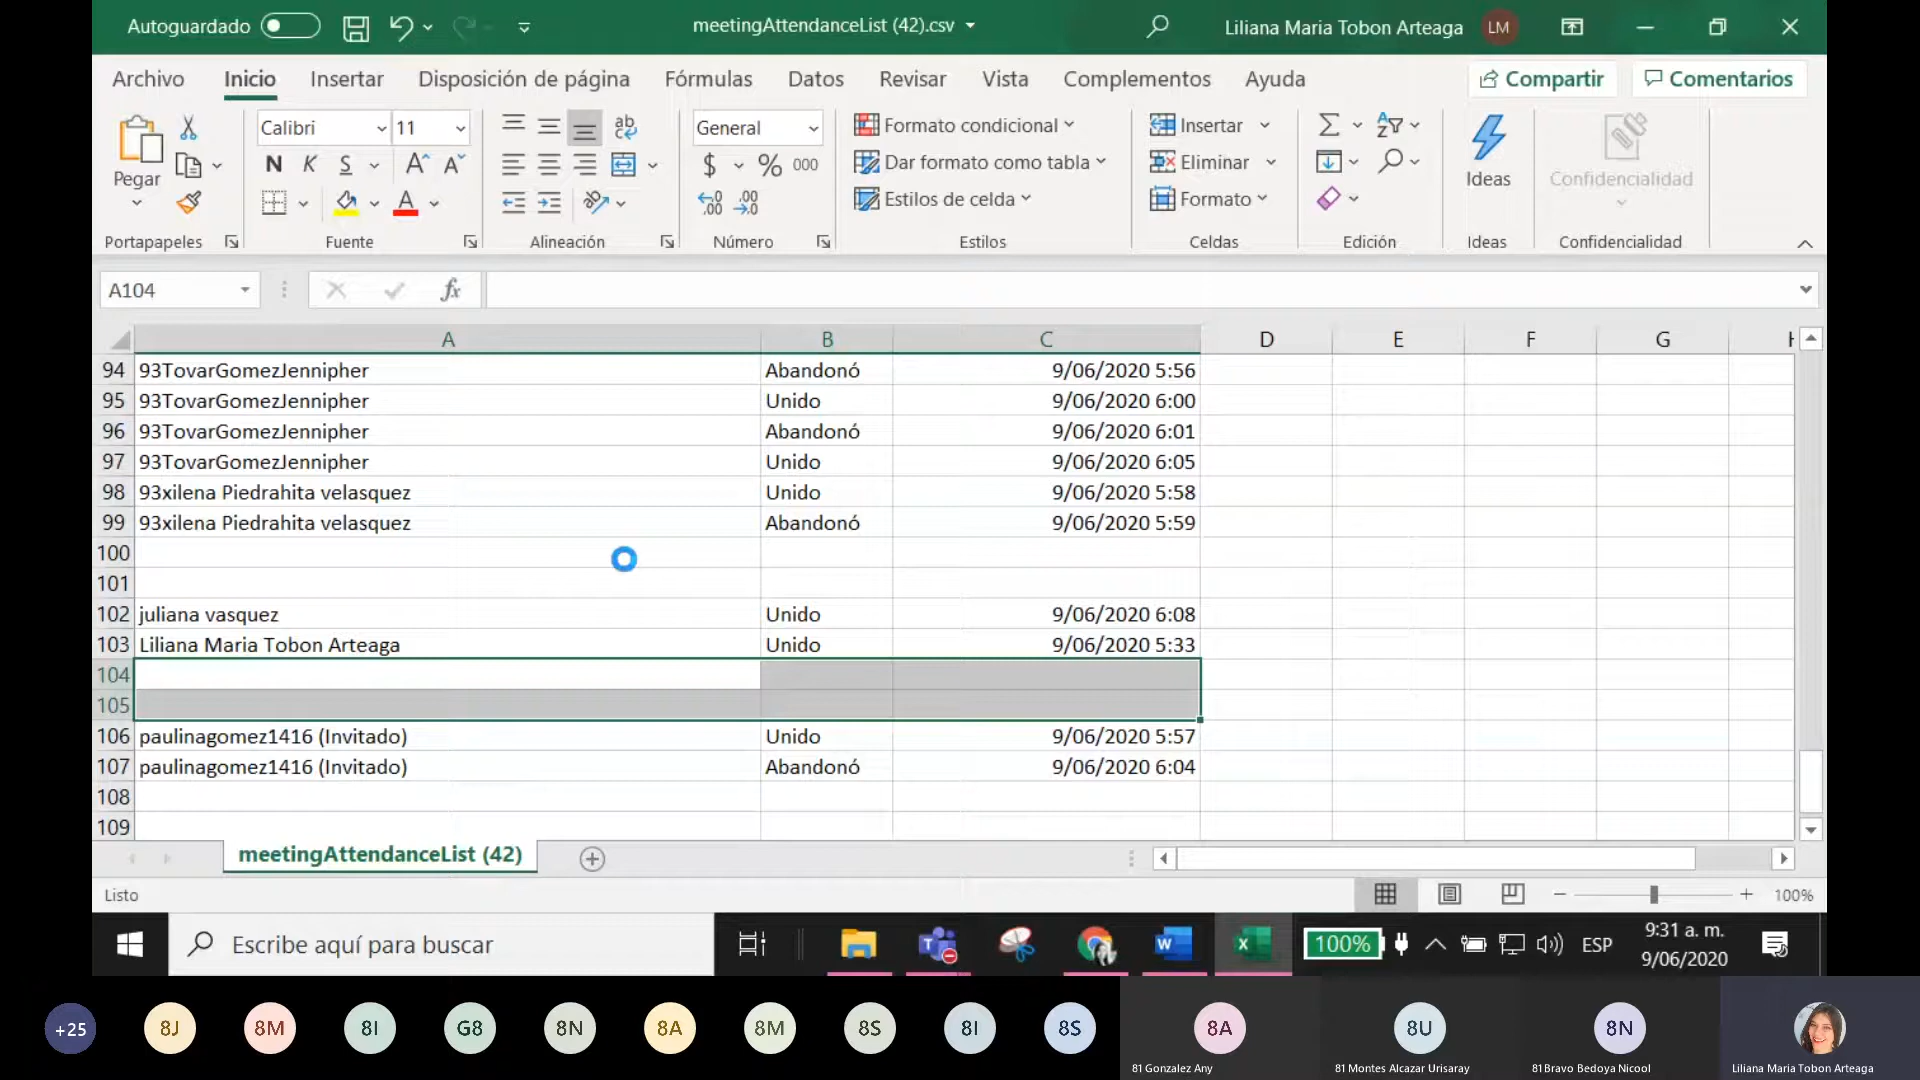 Autoguardado
meetingAttendanceList (42).csv
Liliana Maria Tobon Arteaga
LM
Archivo Inicio Insertar Disposición de página Fórmulas Datos Revisar Vista Complementos Ayuda Compartir Comentarios
Pegar
Calibri 11
N K S
General
$ % 000
Formato condicional
Dar formato como tabla
Estilos de celda
Insertar
Eliminar
Formato
Ideas
Confidencialidad
Portapapeles Fuente Alineación Número Estilos Celdas Edición Ideas Confidencialidad
A104 fx
A B C D E F G H
94 93TovarGomezJennipher Abandonó 9/06/2020 5:56
95 93TovarGomezJennipher Unido 9/06/2020 6:00
96 93TovarGomezJennipher Abandonó 9/06/2020 6:01
97 93TovarGomezJennipher Unido 9/06/2020 6:05
98 93xilena Piedrahita velasquez Unido 9/06/2020 5:58
99 93xilena Piedrahita velasquez Abandonó 9/06/2020 5:59
100
101
102 juliana vasquez Unido 9/06/2020 6:08
103 Liliana Maria Tobon Arteaga Unido 9/06/2020 5:33
104
105
106 paulinagomez1416 (Invitado) Unido 9/06/2020 5:57
107 paulinagomez1416 (Invitado) Abandonó 9/06/2020 6:04
108
109
meetingAttendanceList (42)
Listo
100%
Escribe aquí para buscar
100%
ESP
9:31 a. m.
9/06/2020
+25 8J 8M 8I G8 8N 8A 8M 8S 8I 8S 8A 8U 8N
81 Gonzalez Any
81 Montes Alcazar Urisaray
81 Bravo Bedoya Nicool
Liliana Maria Tobon Arteaga